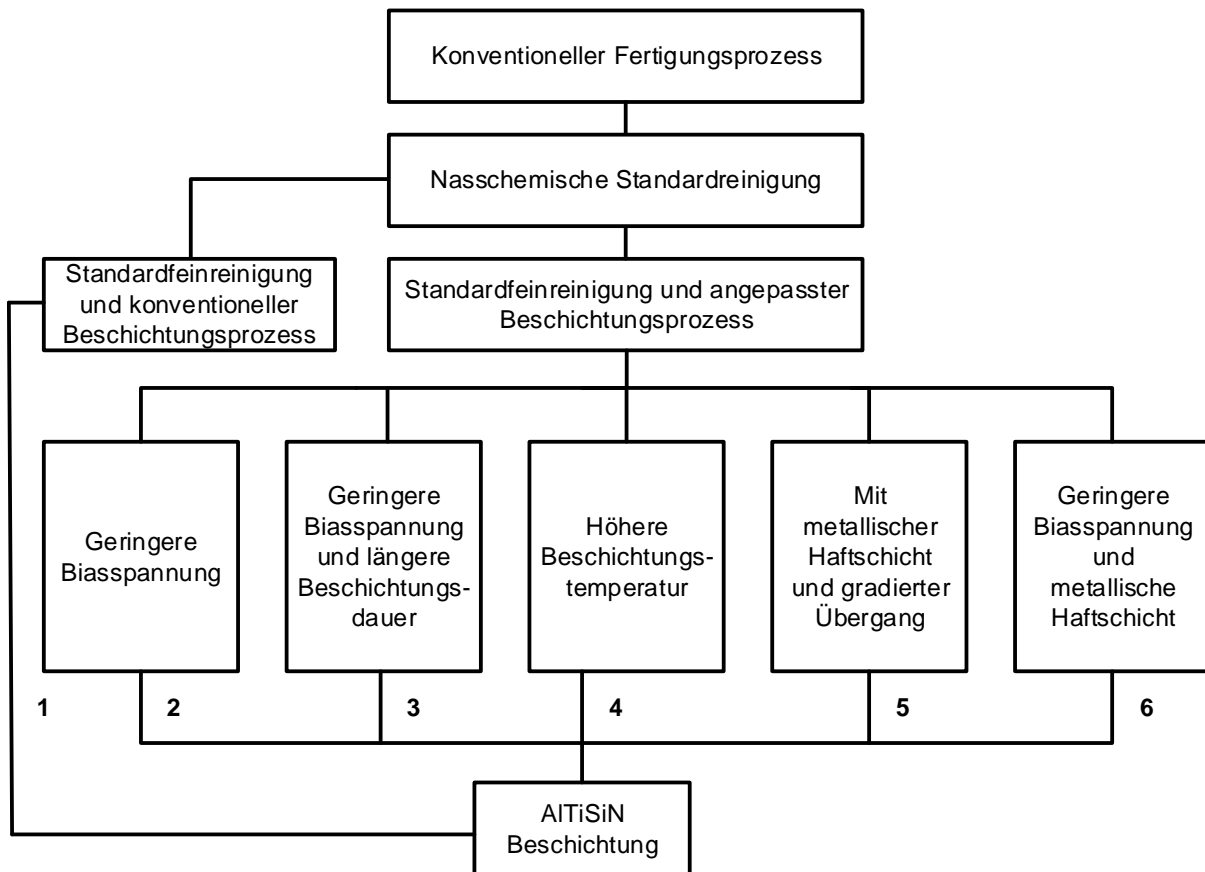 Konventioneller Fertigungsprozess
Nasschemische Standardreinigung
Standardfeinreinigung
und konventioneller
Beschichtungsprozess
Standardfeinreinigung und angepasster
Beschichtungsprozess
Geringere
Biasspannung
Geringere
Biasspannung
und längere
Beschichtungs-
dauer
Höhere
Beschichtungs-
temperatur
Mit
metallischer
Haftschicht
und gradierter
Übergang
Geringere
Biasspannung
und
metallische
Haftschicht
1
2
3
4
5
6
AlTiSiN
Beschichtung